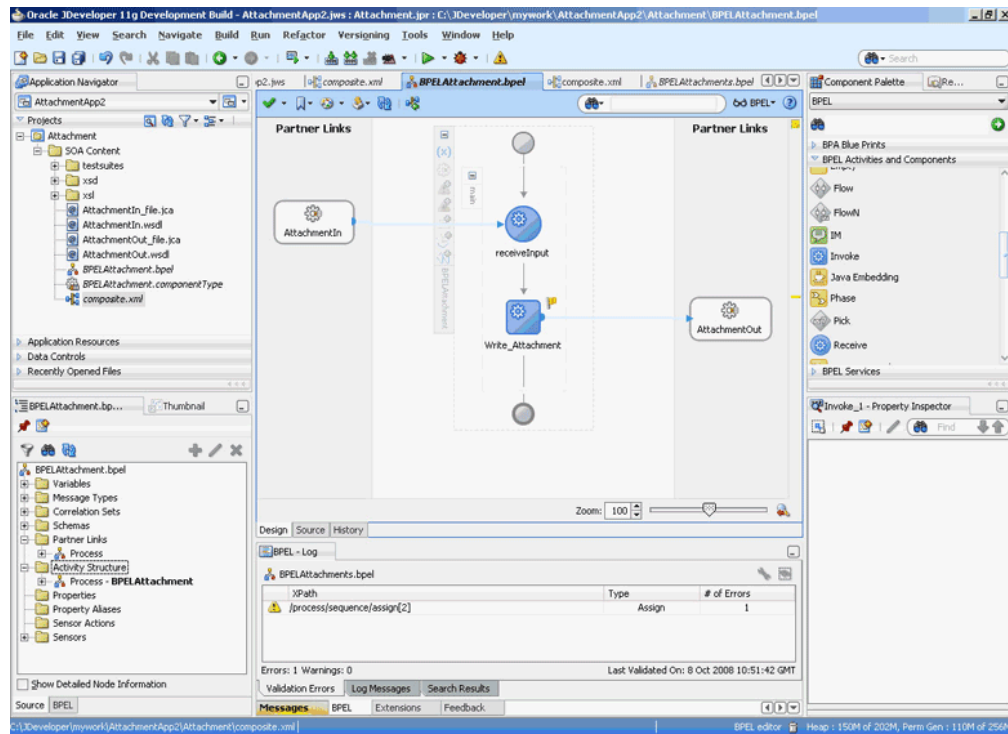 Oracle JDeveloper 11g Development Build - AttachmentApp2.jws : Attachment.jpr : C:\JDeveloper\mywork\AttachmentApp2\Attachment\BPELAttachment.bpel
File Edit View Search Navigate Build Run Refactor Versioning Tools Window Help
Search
Application Navigator
AttachmentApp2
Projects
Attachment
SOA Content
testsuites
xsd
xsl
AttachmentIn_file.jca
AttachmentIn.wsdl
AttachmentOut_file.jca
AttachmentOut.wsdl
BPELAttachment.bpel
BPELAttachment.componentType
composite.xml
Application Resources
Data Controls
Recently Opened Files
BPELAttachment.bp...
Thumbnail
BPELAttachment.bpel
Variables
Message Types
Correlation Sets
Schemas
Partner Links
Process
Activity Structure
Process - BPELAttachment
Properties
Property Aliases
Sensor Actions
Sensors
Show Detailed Node Information
Source BPEL
p2.jws composite.xml BPELAttachment.bpel composite.xml BPELAttachments.bpel
BPEL
Partner Links
Partner Links
(x)
main
BPELAttachment
AttachmentIn
receiveInput
AttachmentOut
Write_Attachment
Zoom: 100
Design Source History
BPEL - Log
BPELAttachments.bpel
XPath Type # of Errors
/process/sequence/assign[2] Assign 1
Errors: 1 Warnings: 0 Last Validated On: 8 Oct 2008 10:51:42 GMT
Validation Errors Log Messages Search Results
Messages BPEL Extensions Feedback
Component Palette Re...
BPEL
BPA Blue Prints
BPEL Activities and Components
Empty
Flow
FlowN
IM
Invoke
Java Embedding
Phase
Pick
Receive
BPEL Services
Invoke_1 - Property Inspector
Find
C:\JDeveloper\mywork\AttachmentApp2\Attachment\composite.xml BPEL editor Heap : 150M of 202M, Perm Gen : 110M of 256M